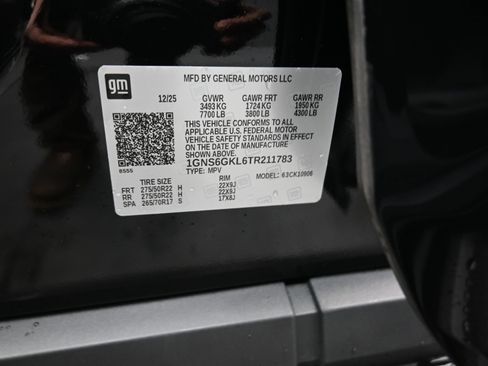 gm
MFD BY GENERAL MOTORS LLC
12/25 GVWR GAWR FRT GAWR RR
3493 KG 1724 KG 1950 KG
7700 LB 3800 LB 4300 LB
THIS VEHICLE CONFORMS TO ALL
APPLICABLE U.S. FEDERAL MOTOR
VEHICLE SAFETY STANDARDS IN EFFECT
ON THE DATE OF MANUFACTURE
SHOWN ABOVE
1GNS6GKL6TR211783
8555
TYPE: MPV MODEL: 63CK10906
TIRE SIZE RIM
FRT 275/50R22 H 22X9J
RR 275/50R22 H 22X9J
SPA 265/70R17 S 17X8J